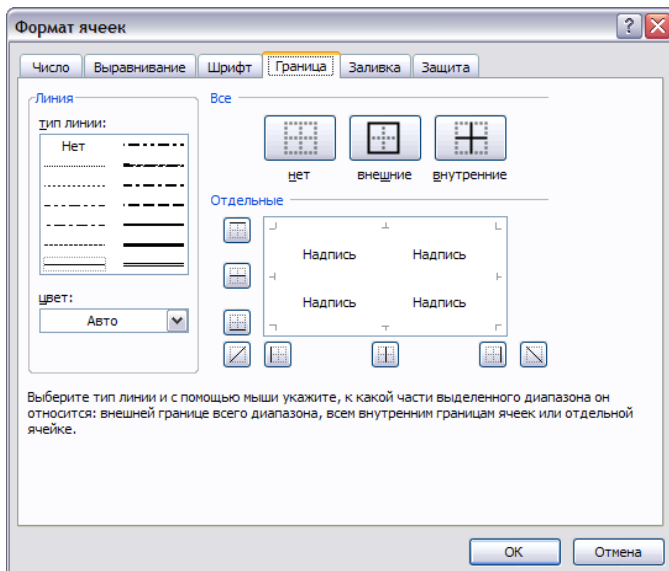 Формат ячеек
Число Выравнивание Шрифт Граница Заливка Защита
Линия
тип линии:
Нет
цвет:
Авто
Все
нет внешние внутренние
Отдельные
Надпись Надпись
Надпись Надпись
Выберите тип линии и с помощью мыши укажите, к какой части выделенного диапазона он
относится: внешней границе всего диапазона, всем внутренним границам ячеек или отдельной
ячейке.
ОК Отмена